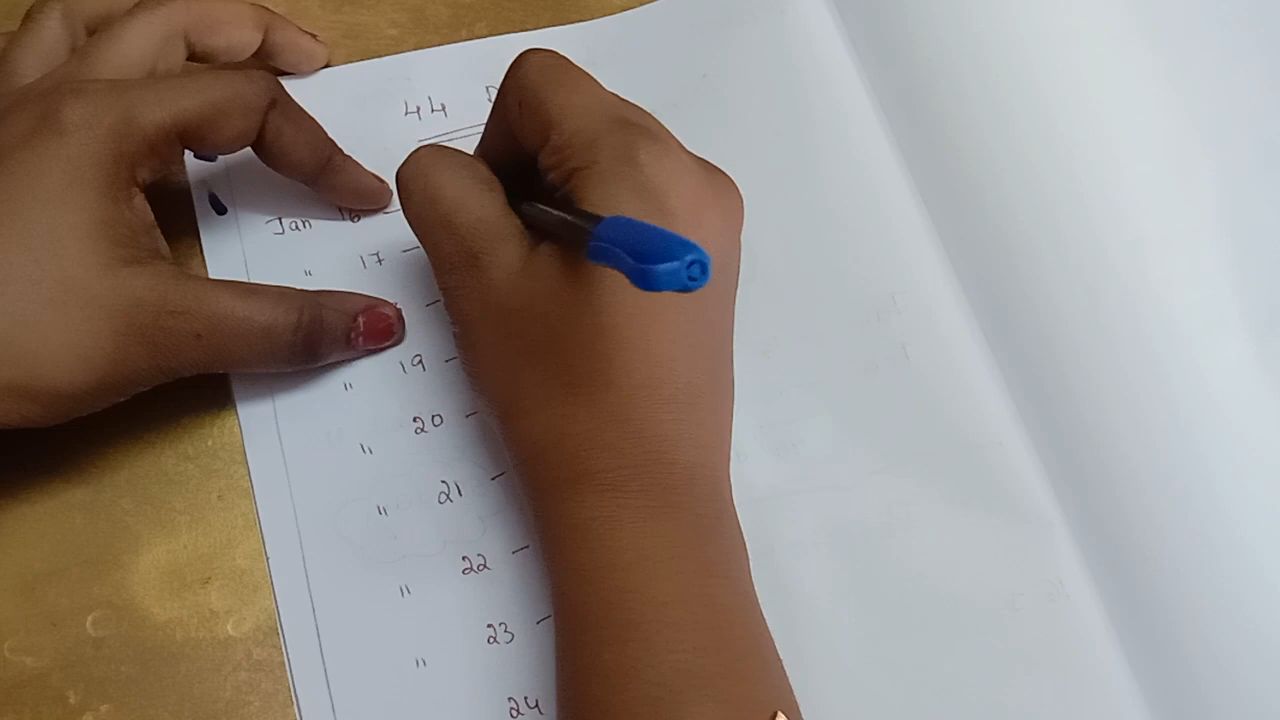 44 D
Jan 16 -
" 17 -
-
" 19 -
" 20 -
" 21 -
" 22 -
" 23 -
24